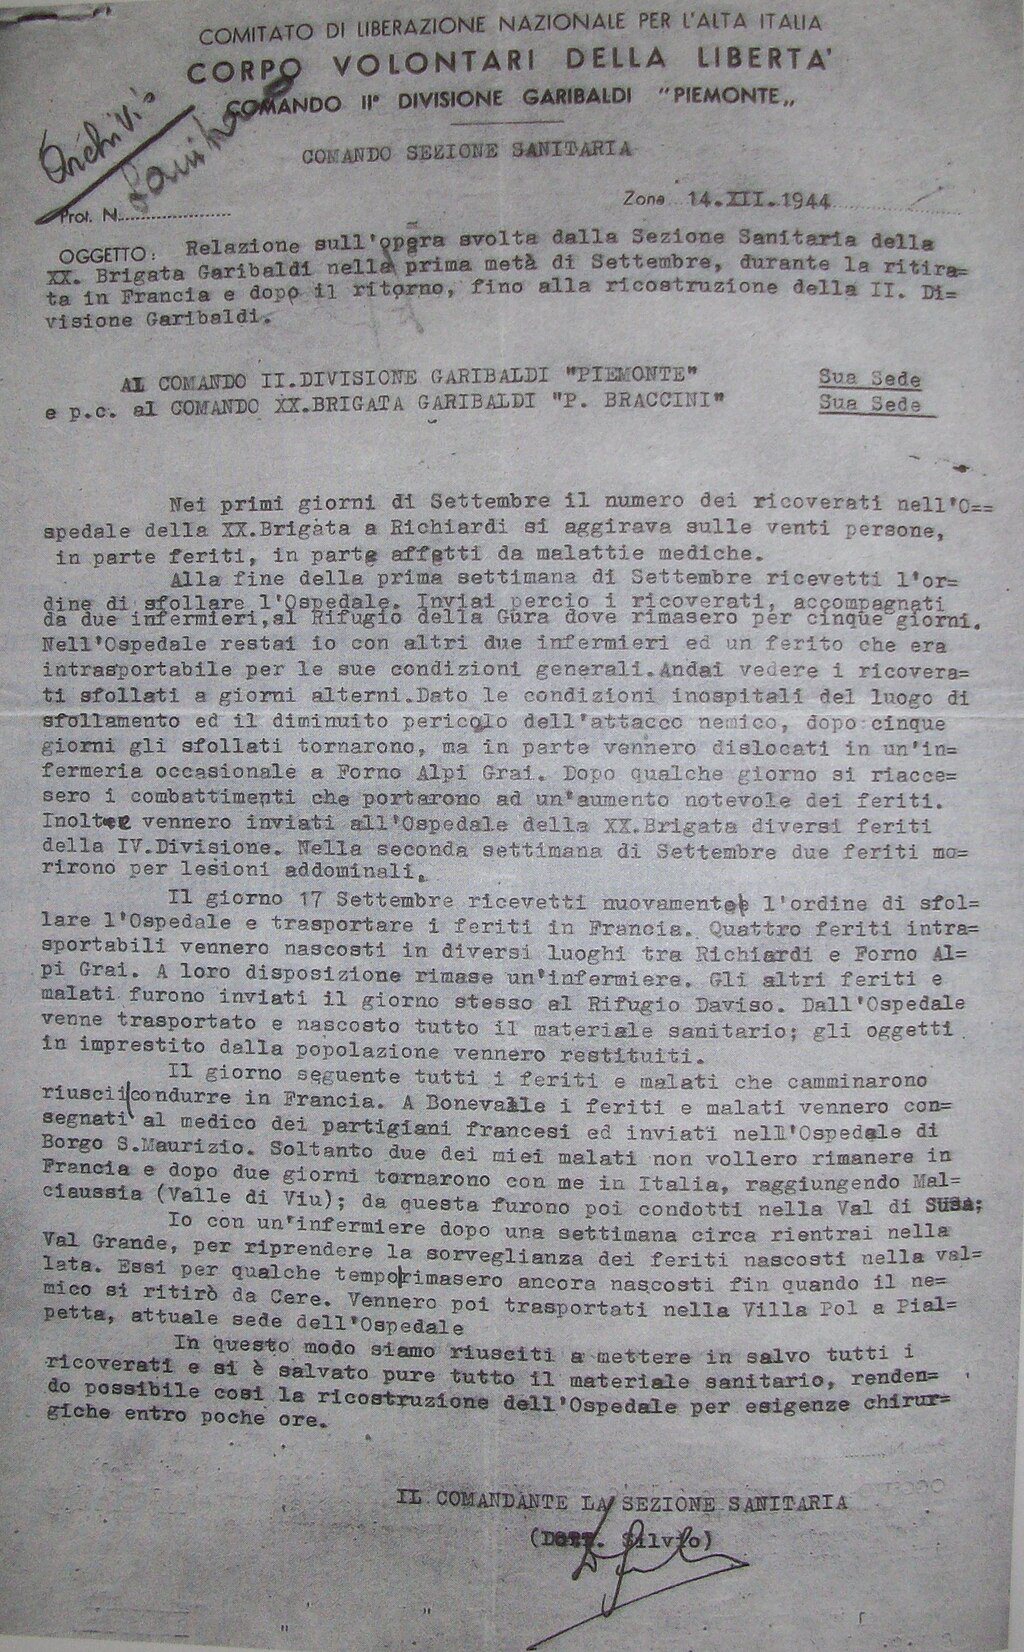 COMITATO DI LIBERAZIONE NAZIONALE PER L'ALTA ITALIA
CORPO VOLONTARI DELLA LIBERTA'
COMANDO IIª DIVISIONE GARIBALDI "PIEMONTE„
Archivio
COMANDO SEZIONE SANITARIA
Prot. N.
Zona 14.XII.1944
OGGETTO: Relazione sull'opera svolta dalla Sezione Sanitaria della
XX. Brigata Garibaldi nella prima metà di Settembre, durante la ritira=
ta in Francia e dopo il ritorno, fino alla ricostruzione della II. Di=
visione Garibaldi.
Al COMANDO II.DIVISIONE GARIBALDI "PIEMONTE" Sua Sede
e p.c. al COMANDO XX.BRIGATA GARIBALDI "P. BRACCINI" Sua Sede
Nei primi giorni di Settembre il numero dei ricoverati nell'O==
spedale della XX.Brigata a Richiardi si aggirava sulle venti persone,
in parte feriti, in parte affetti da malattie mediche.
Alla fine della prima settimana di Settembre ricevetti l'or=
dine di sfollare l'Ospedale. Inviai percio i ricoverati, accompagnati
da due infermieri,al Rifugio della Gura dove rimasero per cinque giorni.
Nell'Ospedale restai io con altri due infermieri ed un ferito che era
intrasportabile per le sue condizioni generali.Andai vedere i ricovera=
ti sfollati a giorni alterni.Dato le condizioni inospitali del luogo di
sfollamento ed il diminuito pericolo dell'attacco nemico, dopo cinque
giorni gli sfollati tornarono, ma in parte vennero dislocati in un'in=
fermeria occasionale a Forno Alpi Grai. Dopo qualche giorno si riacce=
sero i combattimenti che portarono ad un'aumento notevole dei feriti.
Inoltre vennero inviati all'Ospedale della XX.Brigata diversi feriti
della IV.Divisione. Nella seconda settimana di Settembre due feriti mo=
rirono per lesioni addominali.
Il giorno 17 Settembre ricevetti nuovamente l'ordine di sfol=
lare l'Ospedale e trasportare i feriti in Francia. Quattro feriti intra=
sportabili vennero nascosti in diversi luoghi tra Richiardi e Forno Al=
pi Grai. A loro disposizione rimase un'infermiere. Gli altri feriti e
malati furono inviati il giorno stesso al Rifugio Daviso. Dall'Ospedale
venne trasportato e nascosto tutto il materiale sanitario; gli oggetti
in imprestito dalla popolazione vennero restituiti.
Il giorno seguente tutti i feriti e malati che camminarono
riuscii condurre in Francia. A Bonevalle i feriti e malati vennero con=
segnati al medico dei partigiani francesi ed inviati nell'Ospedale di
Borgo S.Maurizio. Soltanto due dei miei malati non vollero rimanere in
Francia e dopo due giorni tornarono con me in Italia, raggiungendo Mal=
ciaussia (Valle di Viu); da questa furono poi condotti nella Val di SUSA;
Io con un'infermiere dopo una settimana circa rientrai nella
Val Grande, per riprendere la sorveglianza dei feriti nascosti nella val=
lata. Essi per qualche tempo rimasero ancora nascosti fin quando il ne=
mico si ritirò da Cere. Vennero poi trasportati nella Villa Pol a Pial=
petta, attuale sede dell'Ospedale
In questo modo siamo riusciti a mettere in salvo tutti i
ricoverati e si è salvato pure tutto il materiale sanitario, renden=
do possibile cosi la ricostruzione dell'Ospedale per esigenze chirur=
giche entro poche ore.
IL COMANDANTE LA SEZIONE SANITARIA
(Dott. Silvio)